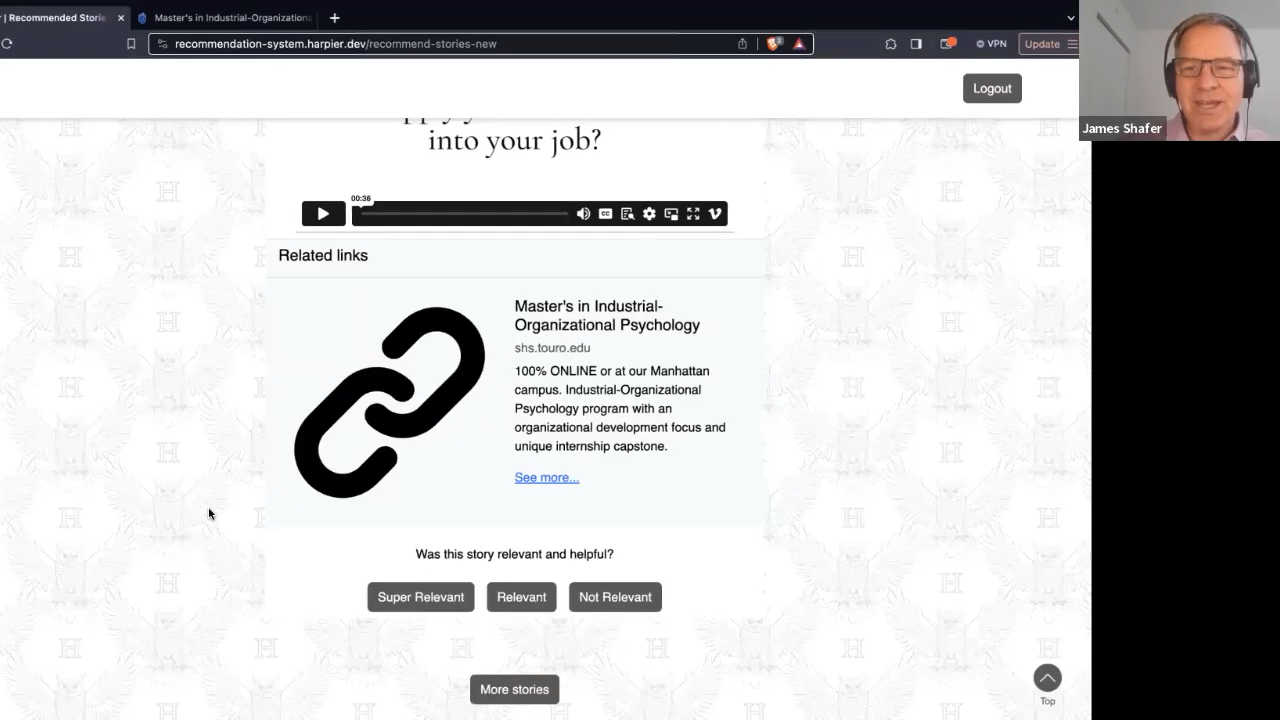 | Recommended Storie
Master's in Industrial-Organizationa
recommendation-system.harpier.dev/recommend-stories-new
VPN
Update
Logout
James Shafer
into your job?
00:36
CC
Related links
Master's in Industrial-
Organizational Psychology
shs.touro.edu
100% ONLINE or at our Manhattan
campus. Industrial-Organizational
Psychology program with an
organizational development focus and
unique internship capstone.
See more...
Was this story relevant and helpful?
Super Relevant
Relevant
Not Relevant
More stories
Top